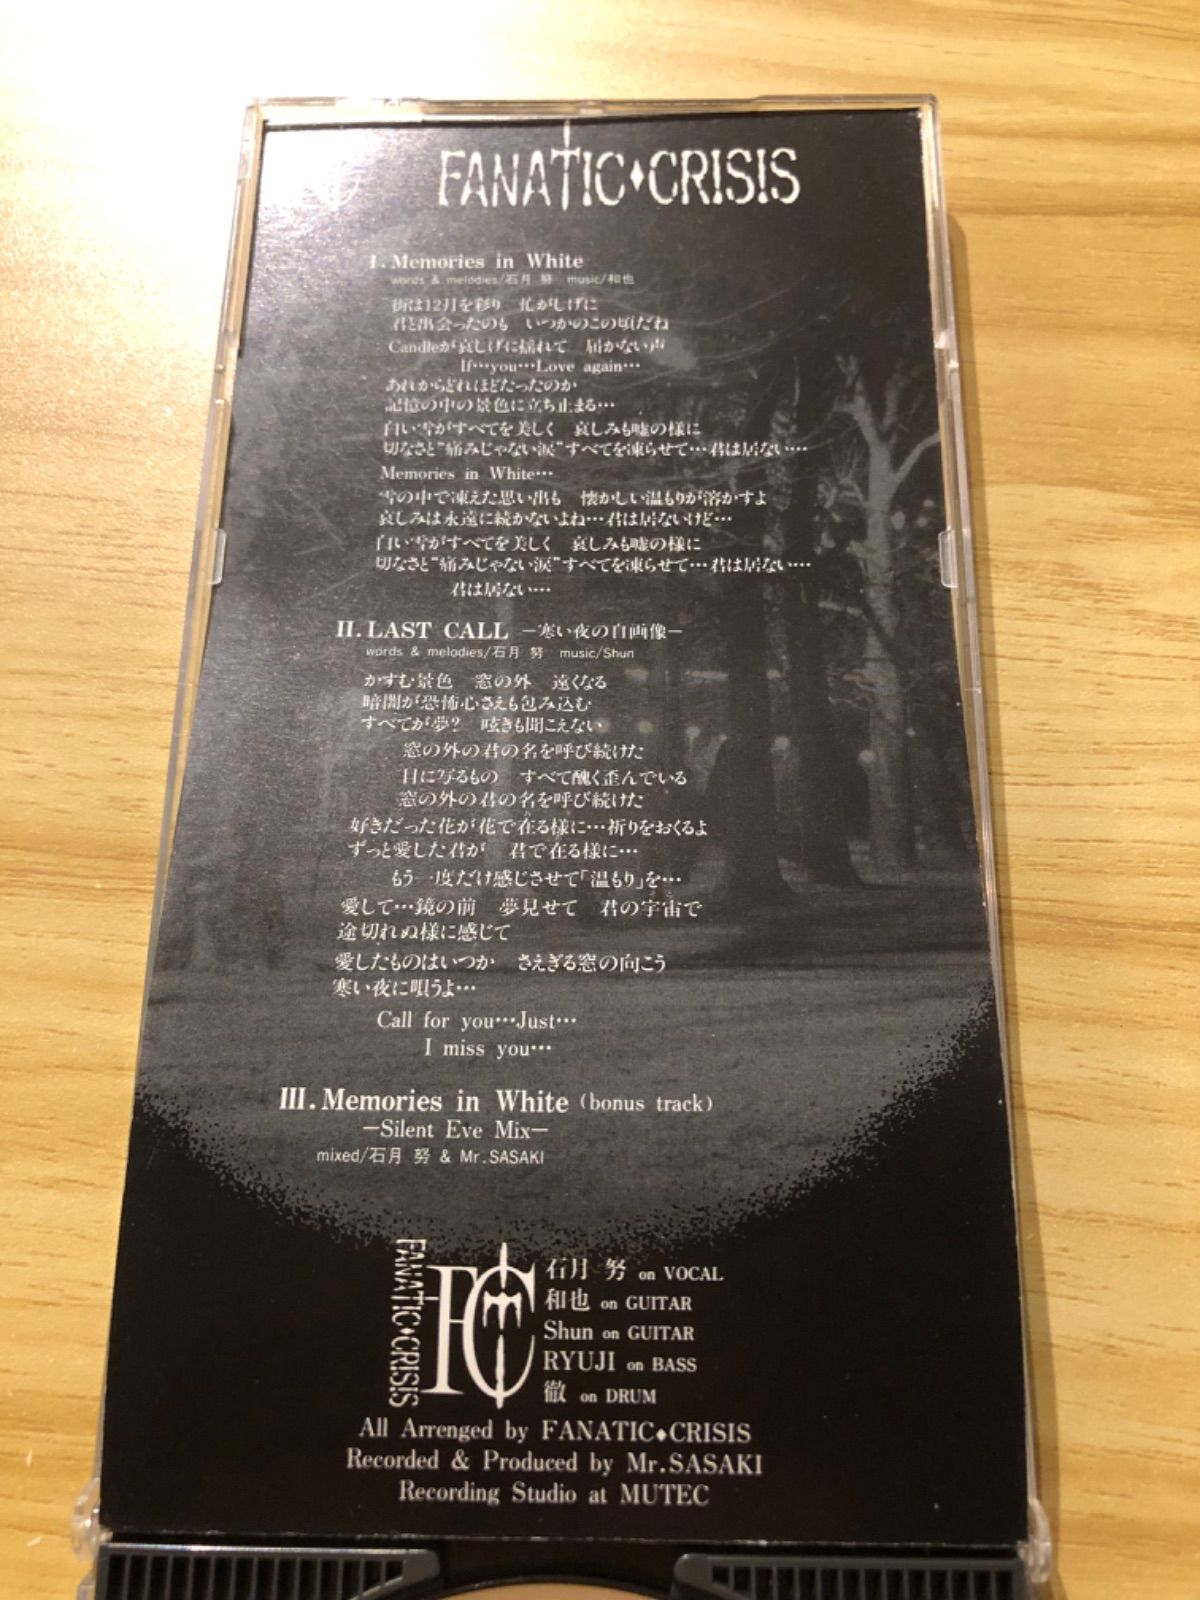 FANATIC◆CRISIS
I. Memories in White
words & melodies/石月 努 music/和也
街は12月を彩り 忙がしげに
君と出会ったのも いつかのこの頃だね
Candleが哀しげに揺れて 届かない声
If…you…Love again…
あれからどれほどたったのか
記憶の中の景色に立ち止まる…
白い雪がすべてを美しく 哀しみも嘘の様に
切なさと“痛みじゃない涙”すべてを凍らせて…君は居ない…
Memories in White…
雪の中で凍えた思い出も 懐かしい温もりが溶かすよ
哀しみは永遠に続かないよね…君は居ないけど…
白い雪がすべてを美しく 哀しみも嘘の様に
切なさと“痛みじゃない涙”すべてを凍らせて…君は居ない…
君は居ない…
II. LAST CALL －寒い夜の自画像－
words & melodies/石月 努 music/Shun
かすむ景色 窓の外 遠くなる
暗闇が恐怖心さえも包み込む
すべてが夢? 呟きも聞こえない
窓の外の君の名を呼び続けた
目に写るもの すべて醜く歪んでいる
窓の外の君の名を呼び続けた
好きだった花が花で在る様に…祈りをおくるよ
ずっと愛した君が 君で在る様に…
もう一度だけ感じさせて「温もり」を…
愛して…鏡の前 夢見せて 君の宇宙で
途切れぬ様に感じて
愛したものはいつか さえぎる窓の向こう
寒い夜に唄うよ…
Call for you…Just…
I miss you…
III. Memories in White (bonus track)
－Silent Eve Mix－
mixed/石月 努 & Mr.SASAKI
FANATIC◆CRISIS
FC
石月 努 on VOCAL
和也 on GUITAR
Shun on GUITAR
RYUJI on BASS
徹 on DRUM
All Arranged by FANATIC◆CRISIS
Recorded & Produced by Mr.SASAKI
Recording Studio at MUTEC